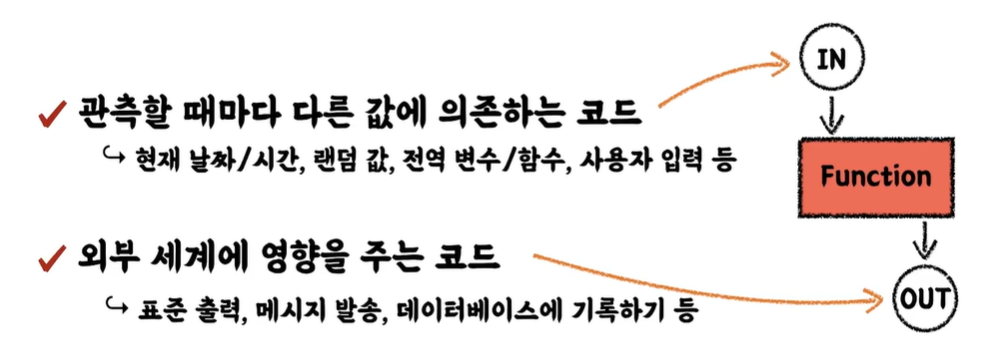 IN
관측할 때마다 다른 값에 의존하는 코드
현재 날짜/시간, 랜덤 값, 전역 변수/함수, 사용자 입력 등
Function
외부 세계에 영향을 주는 코드
표준 출력, 메시지 발송, 데이터베이스에 기록하기 등
OUT